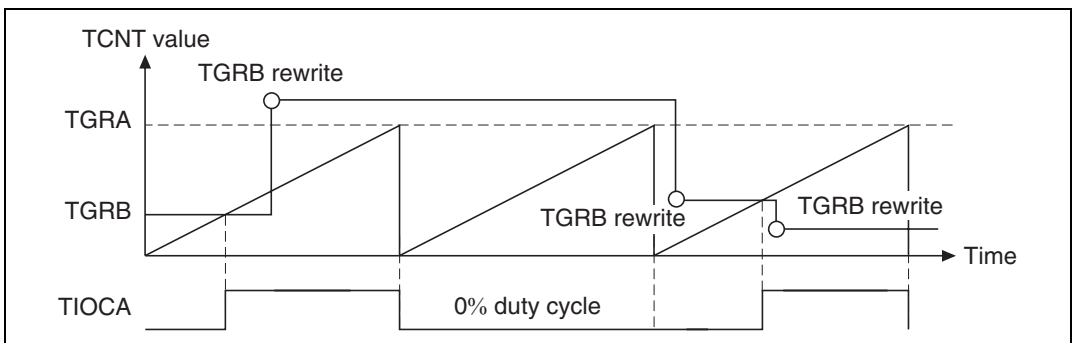 TCNT value
TGRB rewrite
TGRA
TGRB
TGRB rewrite
TGRB rewrite
Time
TIOCA
0% duty cycle